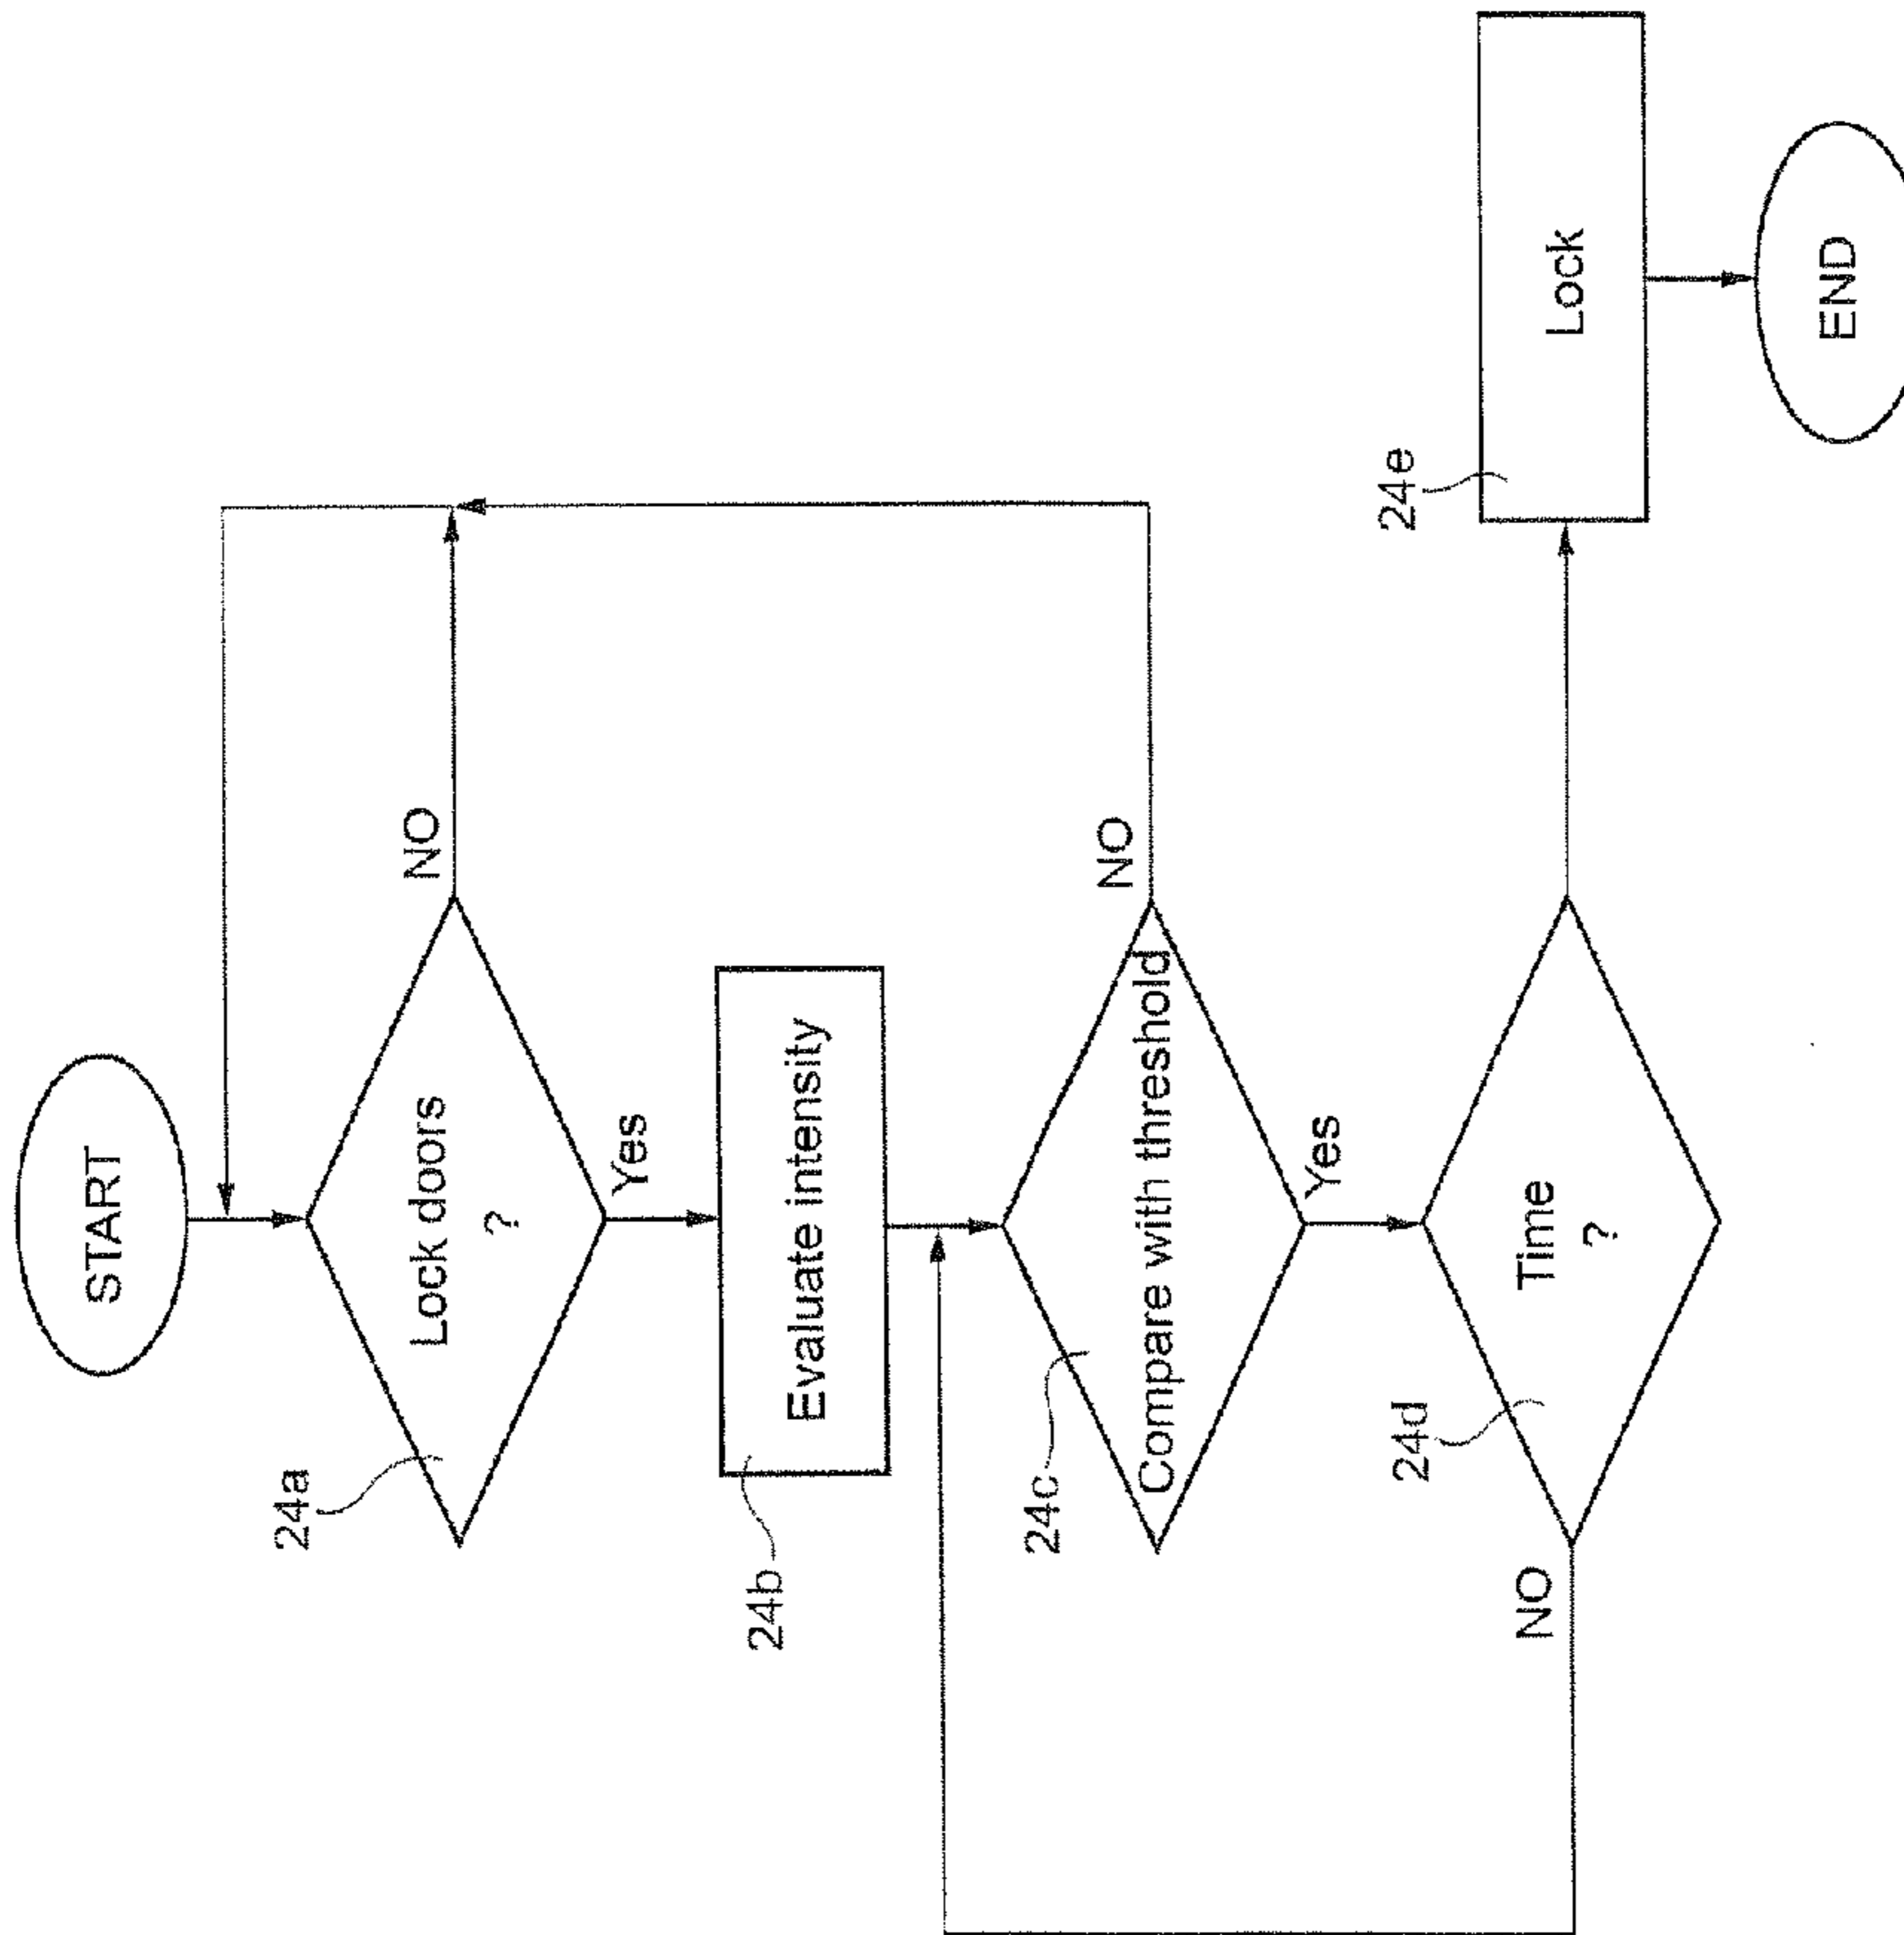 START
24a
Lock doors
?
NO
Yes
24b
Evaluate intensity
24c
Compare with threshold
NO
Yes
24d
Time
?
NO
24e
Lock
END